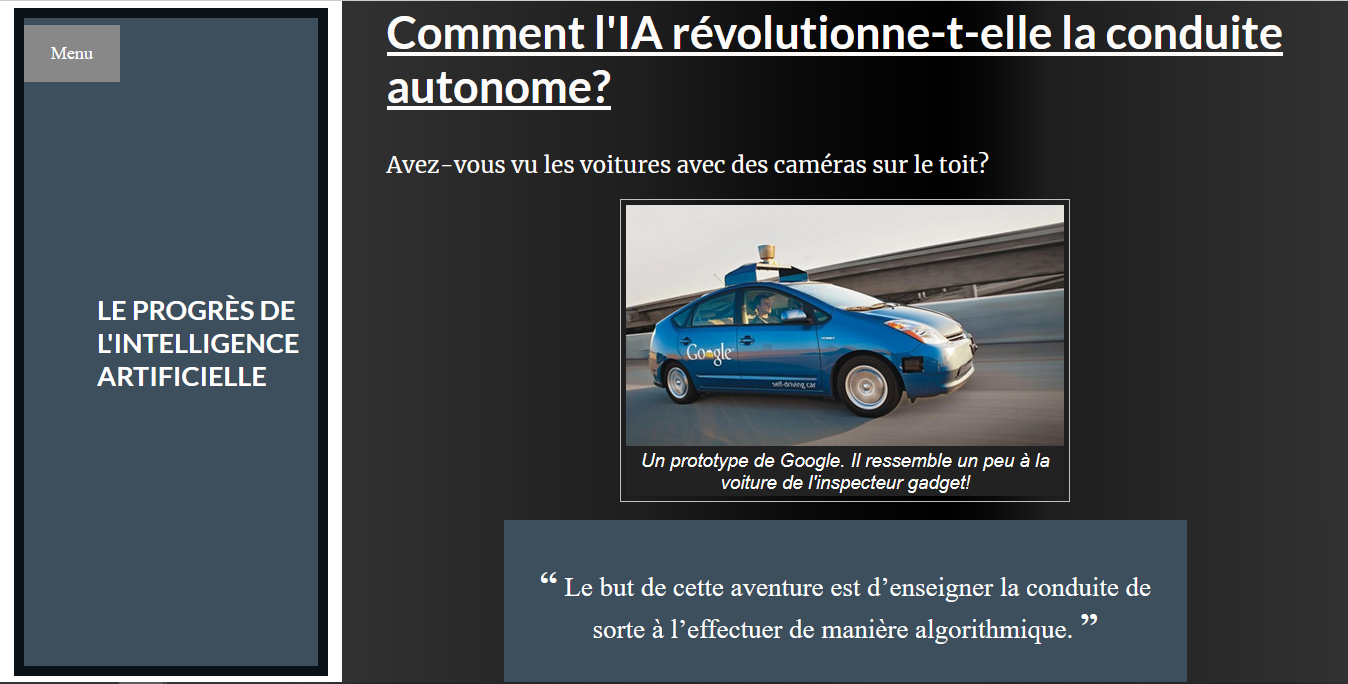 Menu
LE PROGRÈS DE
L'INTELLIGENCE
ARTIFICIELLE
Comment l'IA révolutionne-t-elle la conduite
autonome?
Avez-vous vu les voitures avec des caméras sur le toit?
Google
self-driving car
Un prototype de Google. Il ressemble un peu à la
voiture de l'inspecteur gadget!
“ Le but de cette aventure est d’enseigner la conduite de
sorte à l’effectuer de manière algorithmique. ”